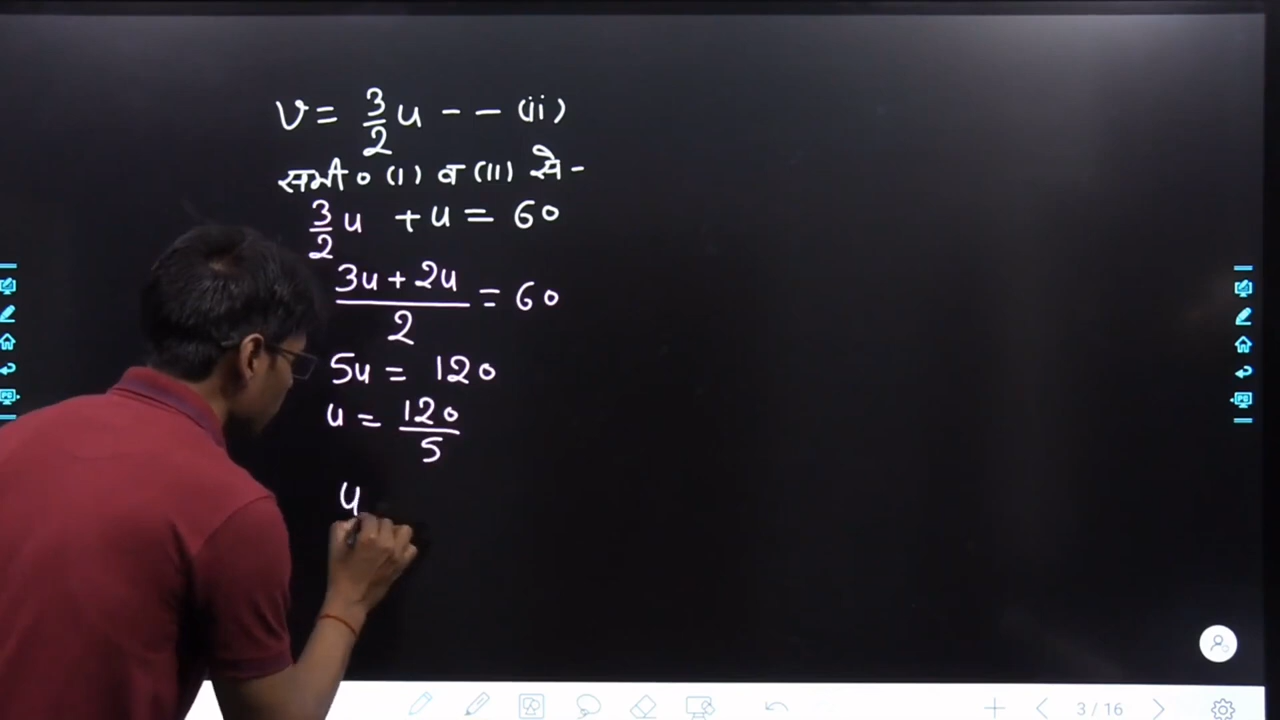 v = 3/2 u -- (ii)
समी० (i) व (ii) से -
3/2 u + u = 60
3u + 2u / 2 = 60
5u = 120
u = 120/5
u
3 / 16